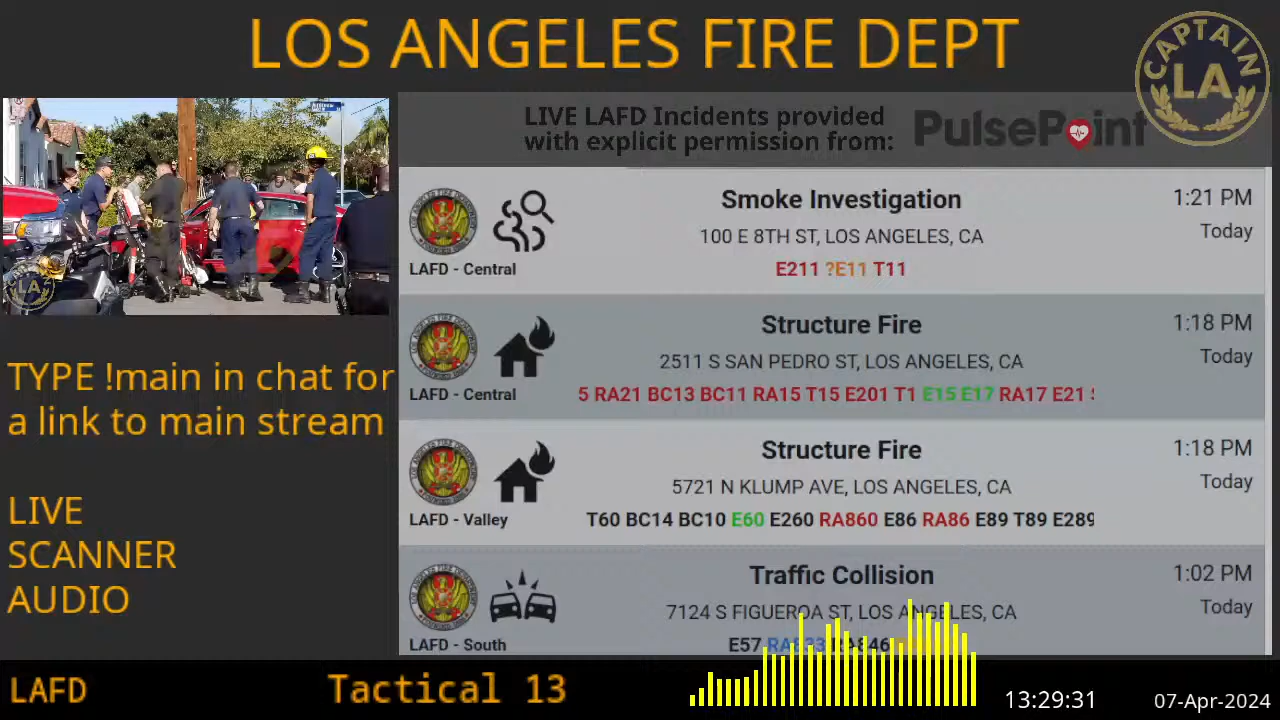 LOS ANGELES FIRE DEPT
CAPTAIN
LA
LIVE LAFD Incidents provided
with explicit permission from:
PulsePoint
Smoke Investigation
1:21 PM
100 E 8TH ST, LOS ANGELES, CA
Today
LAFD - Central
E211 ?E11 T11
Structure Fire
1:18 PM
2511 S SAN PEDRO ST, LOS ANGELES, CA
Today
LAFD - Central
5 RA21 BC13 BC11 RA15 T15 E201 T1 E15 E17 RA17 E21
Structure Fire
1:18 PM
5721 N KLUMP AVE, LOS ANGELES, CA
Today
LAFD - Valley
T60 BC14 BC10 E60 E260 RA860 E86 RA86 E89 T89 E289
Traffic Collision
1:02 PM
7124 S FIGUEROA ST, LOS ANGELES, CA
Today
LAFD - South
E57 RA833 RA846
TYPE !main in chat for
a link to main stream
LIVE
SCANNER
AUDIO
LAFD
Tactical 13
13:29:31
07-Apr-2024